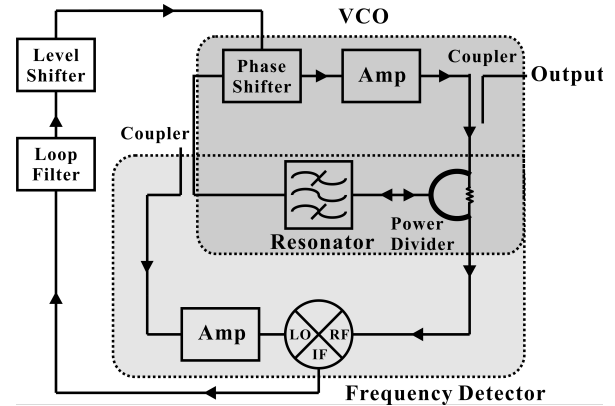 VCO
Level
Shifter
Phase
Shifter
Amp
Coupler
Output
Coupler
Loop
Filter
Resonator
Power
Divider
Amp
LO
RF
IF
Frequency Detector